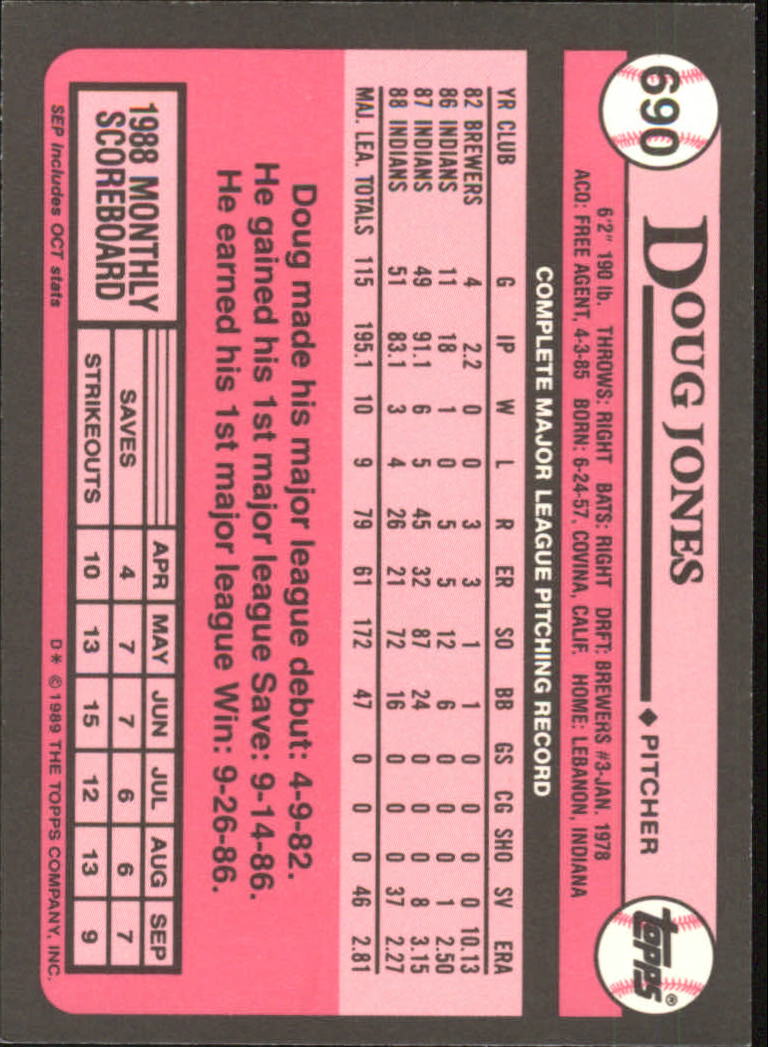 690
DOUG JONES
◆ PITCHER
topps®
6'2" 190 lb. THROWS: RIGHT BATS: RIGHT DRFT: BREWERS #3-JAN. 1978
ACQ: FREE AGENT, 4-3-85 BORN: 6-24-57, COVINA, CALIF. HOME: LEBANON, INDIANA
COMPLETE MAJOR LEAGUE PITCHING RECORD
YR CLUB G IP W L R ER SO BB GS CG SHO SV ERA
82 BREWERS 4 2.2 0 0 3 3 1 1 0 0 0 0 10.13
86 INDIANS 11 18 1 0 5 5 12 6 0 0 0 1 2.50
87 INDIANS 49 91.1 6 5 45 32 87 24 0 0 0 8 3.15
88 INDIANS 51 83.1 3 4 26 21 72 16 0 0 0 37 2.27
MAJ. LEA. TOTALS 115 195.1 10 9 79 61 172 47 0 0 0 46 2.81
Doug made his major league debut: 4-9-82.
He gained his 1st major league Save: 9-14-86.
He earned his 1st major league Win: 9-26-86.
1988 MONTHLY
SCOREBOARD
APR MAY JUN JUL AUG SEP
SAVES 4 7 7 6 6 7
STRIKEOUTS 10 13 15 12 13 9
SEP includes OCT stats
D* © 1989 THE TOPPS COMPANY, INC.